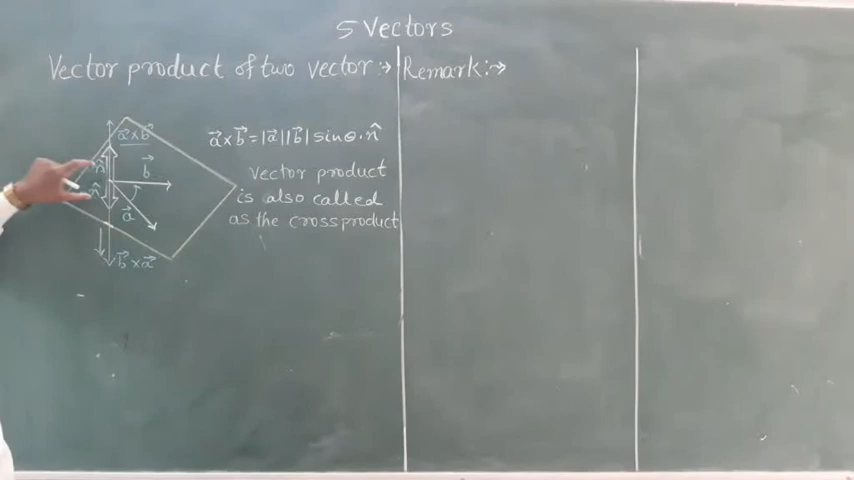 5 Vectors
Vector product of two vector :→
Remark :→
a⃗×b⃗
a⃗×b⃗ = |a⃗||b⃗| sinθ · n̂
n̂
b⃗
Vector product
n̂
is also called
a⃗
as the crossproduct
b⃗×a⃗